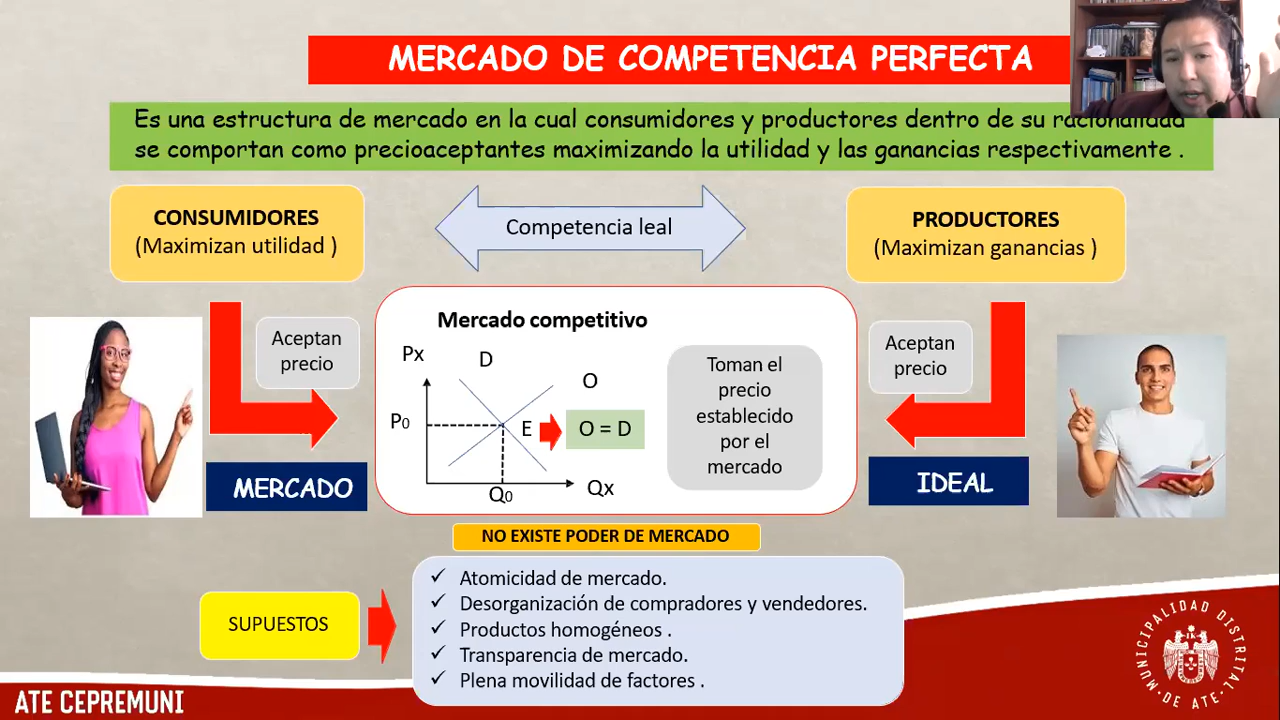 MERCADO DE COMPETENCIA PERFECTA
Es una estructura de mercado en la cual consumidores y productores dentro de su racionalidad
se comportan como precioaceptantes maximizando la utilidad y las ganancias respectivamente .
CONSUMIDORES
(Maximizan utilidad )
Competencia leal
PRODUCTORES
(Maximizan ganancias )
Aceptan
precio
Mercado competitivo
Px
D
O
P0
E
O = D
Q0
Qx
Toman el
precio
establecido
por el
mercado
Aceptan
precio
MERCADO
IDEAL
NO EXISTE PODER DE MERCADO
SUPUESTOS
✓ Atomicidad de mercado.
✓ Desorganización de compradores y vendedores.
✓ Productos homogéneos .
✓ Transparencia de mercado.
✓ Plena movilidad de factores .
ATE CEPREMUNI
MUNICIPALIDAD DISTRITAL
DE ATE